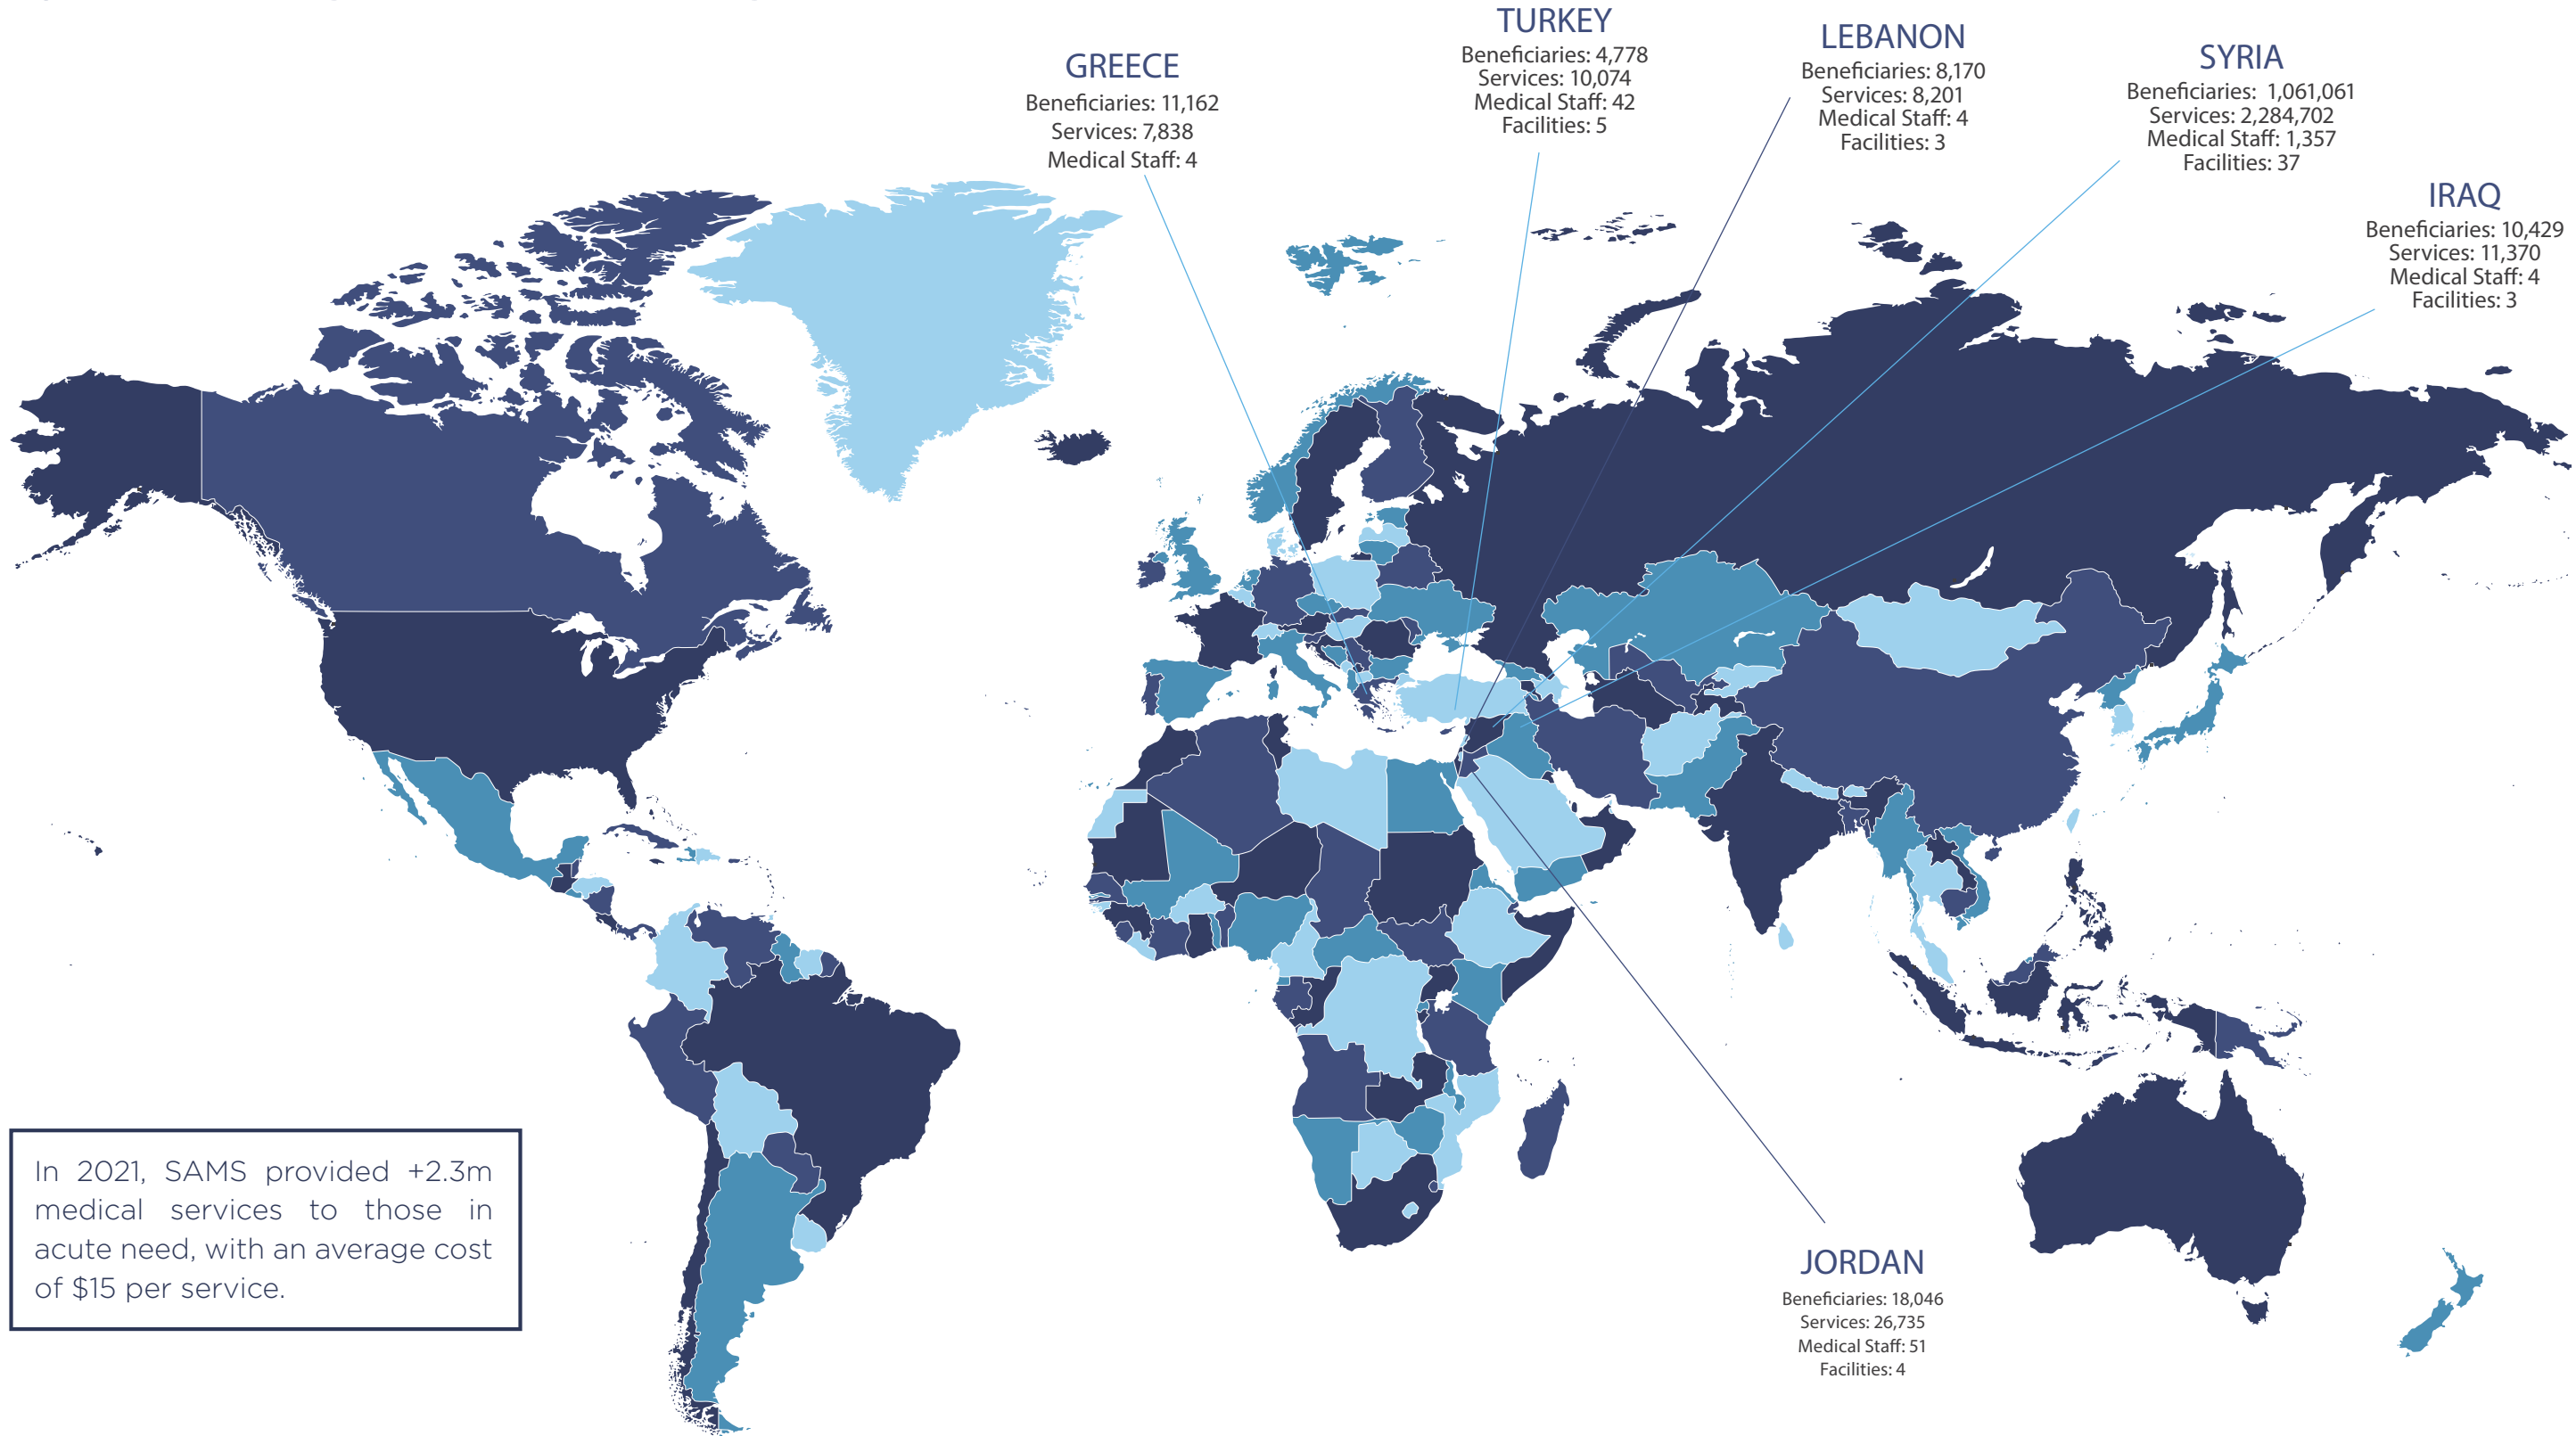 GREECE
Beneficiaries: 11,162
Services: 7,838
Medical Staff: 4
TURKEY
Beneficiaries: 4,778
Services: 10,074
Medical Staff: 42
Facilities: 5
LEBANON
Beneficiaries: 8,170
Services: 8,201
Medical Staff: 4
Facilities: 3
SYRIA
Beneficiaries: 1,061,061
Services: 2,284,702
Medical Staff: 1,357
Facilities: 37
IRAQ
Beneficiaries: 10,429
Services: 11,370
Medical Staff: 4
Facilities: 3
In 2021, SAMS provided +2.3m
medical services to those in
acute need, with an average cost
of $15 per service.
JORDAN
Beneficiaries: 18,046
Services: 26,735
Medical Staff: 51
Facilities: 4